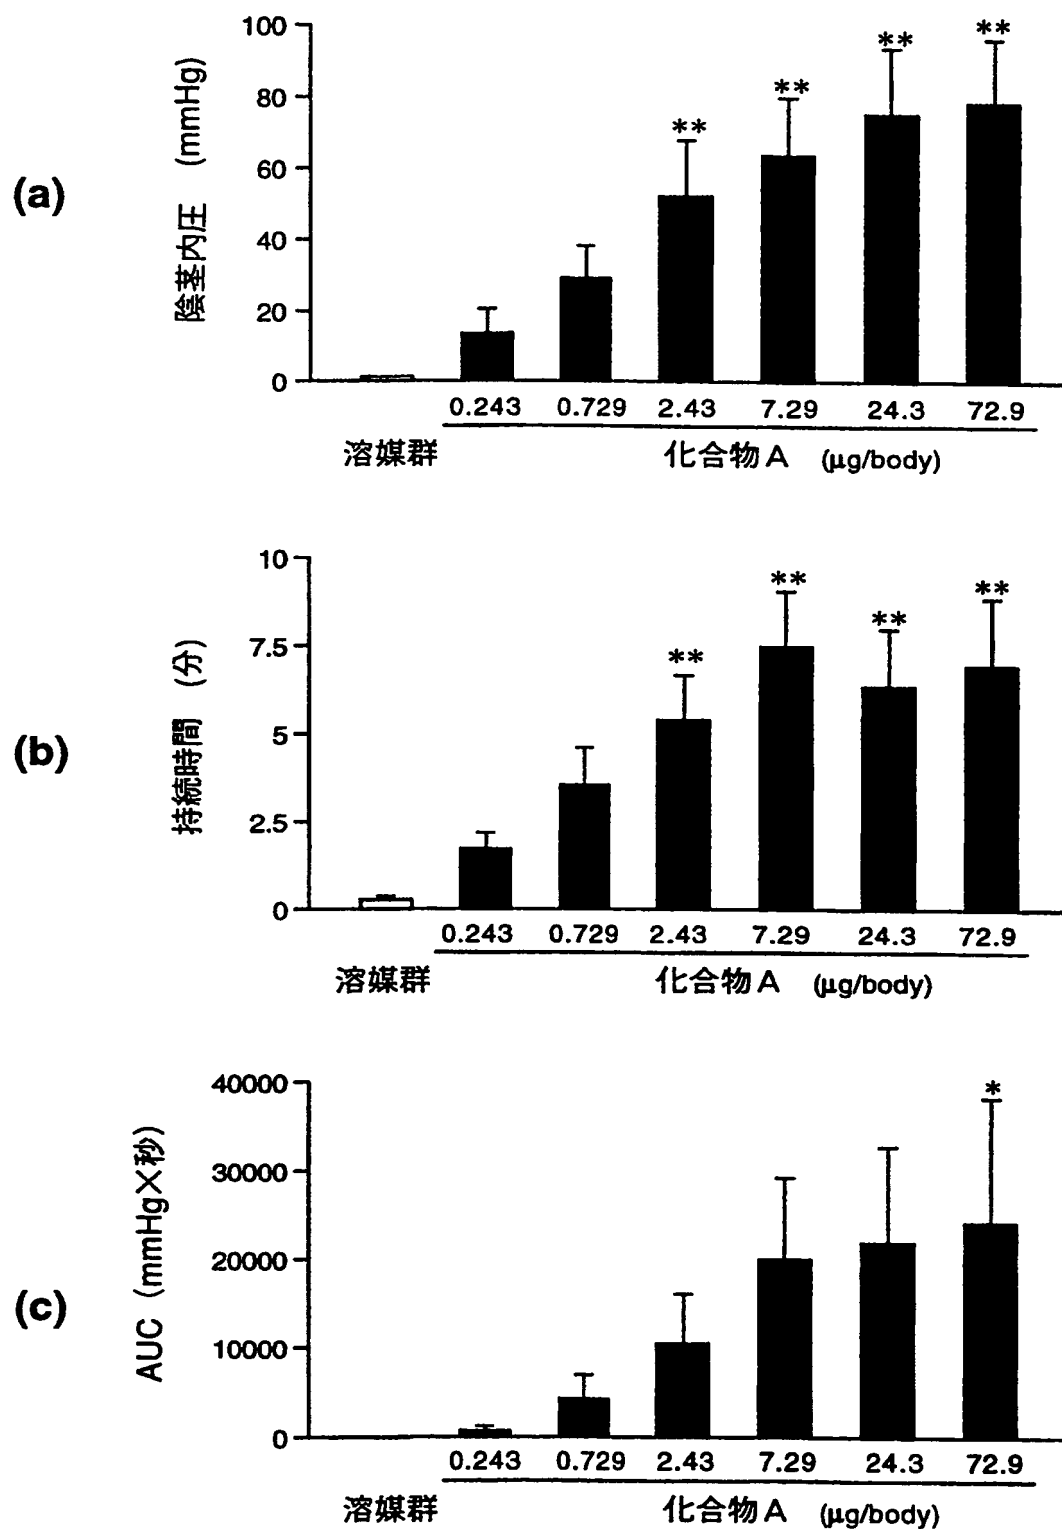 (a)
陰茎内圧 (mmHg)
100
80
60
40
20
0
** ** ** **
0.243 0.729 2.43 7.29 24.3 72.9
溶媒群 化合物A (μg/body)
(b)
持続時間 (分)
10
7.5
5
2.5
0
** ** ** **
0.243 0.729 2.43 7.29 24.3 72.9
溶媒群 化合物A (μg/body)
(c)
AUC (mmHg×秒)
40000
30000
20000
10000
0
*
0.243 0.729 2.43 7.29 24.3 72.9
溶媒群 化合物A (μg/body)